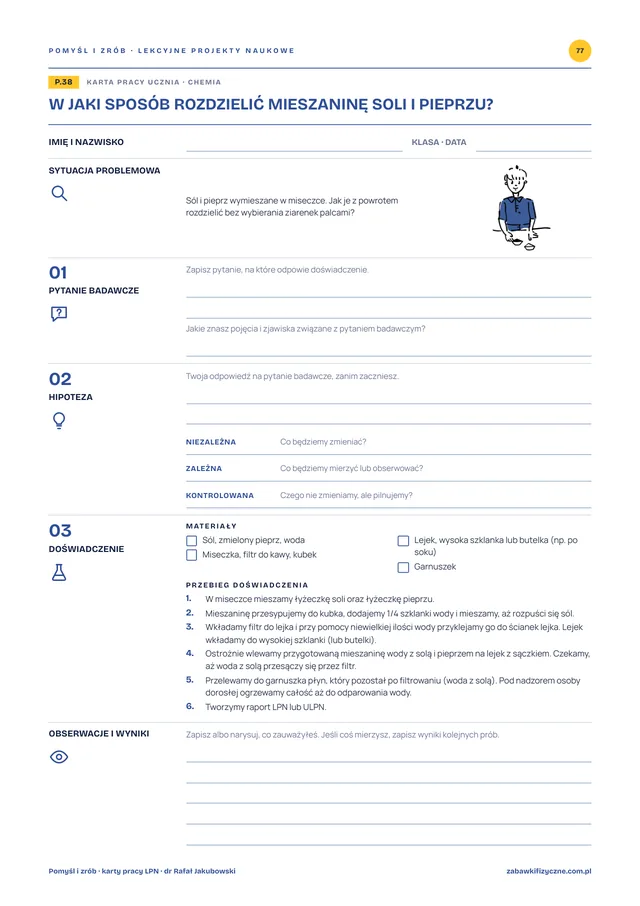 POMYŚL I ZRÓB · LEKCYJNE PROJEKTY NAUKOWE
77
P.38 KARTA PRACY UCZNIA · CHEMIA
W JAKI SPOSÓB ROZDZIELIĆ MIESZANINĘ SOLI I PIEPRZU?
IMIĘ I NAZWISKO
KLASA · DATA
SYTUACJA PROBLEMOWA
Sól i pieprz wymieszane w miseczce. Jak je z powrotem
rozdzielić bez wybierania ziarenek palcami?
01
PYTANIE BADAWCZE
Zapisz pytanie, na które odpowie doświadczenie.
Jakie znasz pojęcia i zjawiska związane z pytaniem badawczym?
02
HIPOTEZA
Twoja odpowiedź na pytanie badawcze, zanim zaczniesz.
NIEZALEŻNA Co będziemy zmieniać?
ZALEŻNA Co będziemy mierzyć lub obserwować?
KONTROLOWANA Czego nie zmieniamy, ale pilnujemy?
03
DOŚWIADCZENIE
MATERIAŁY
Sól, zmielony pieprz, woda
Miseczka, filtr do kawy, kubek
Lejek, wysoka szklanka lub butelka (np. po
soku)
Garnuszek
PRZEBIEG DOŚWIADCZENIA
1. W miseczce mieszamy łyżeczkę soli oraz łyżeczkę pieprzu.
2. Mieszaninę przesypujemy do kubka, dodajemy 1/4 szklanki wody i mieszamy, aż rozpuści się sól.
3. Wkładamy filtr do lejka i przy pomocy niewielkiej ilości wody przyklejamy go do ścianek lejka. Lejek
wkładamy do wysokiej szklanki (lub butelki).
4. Ostrożnie wlewamy przygotowaną mieszaninę wody z solą i pieprzem na lejek z sączkiem. Czekamy,
aż woda z solą przesączy się przez filtr.
5. Przelewamy do garnuszka płyn, który pozostał po filtrowaniu (woda z solą). Pod nadzorem osoby
dorosłej ogrzewamy całość aż do odparowania wody.
6. Tworzymy raport LPN lub ULPN.
OBSERWACJE I WYNIKI
Zapisz albo narysuj, co zauważyłeś. Jeśli coś mierzysz, zapisz wyniki kolejnych prób.
Pomyśl i zrób · karty pracy LPN · dr Rafał Jakubowski
zabawkifizyczne.com.pl